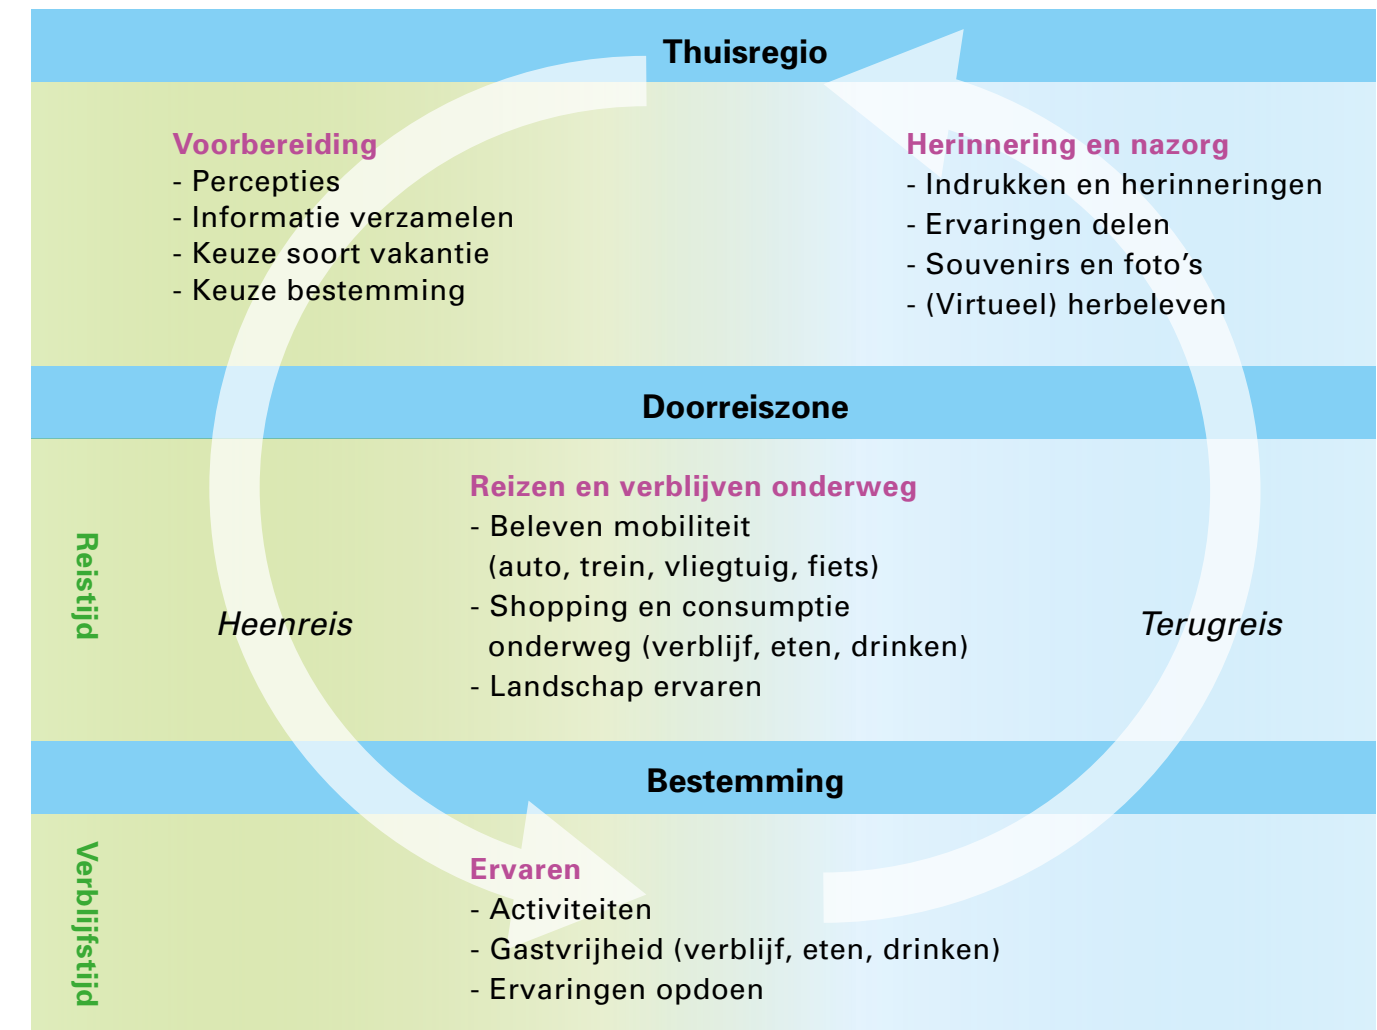 Thuisregio
Voorbereiding
- Percepties
- Informatie verzamelen
- Keuze soort vakantie
- Keuze bestemming
Herinnering en nazorg
- Indrukken en herinneringen
- Ervaringen delen
- Souvenirs en foto’s
- (Virtueel) herbeleven
Doorreiszone
Reistijd
Heenreis
Reizen en verblijven onderweg
- Beleven mobiliteit
(auto, trein, vliegtuig, fiets)
- Shopping en consumptie
onderweg (verblijf, eten, drinken)
- Landschap ervaren
Terugreis
Bestemming
Verblijfstijd
Ervaren
- Activiteiten
- Gastvrijheid (verblijf, eten, drinken)
- Ervaringen opdoen